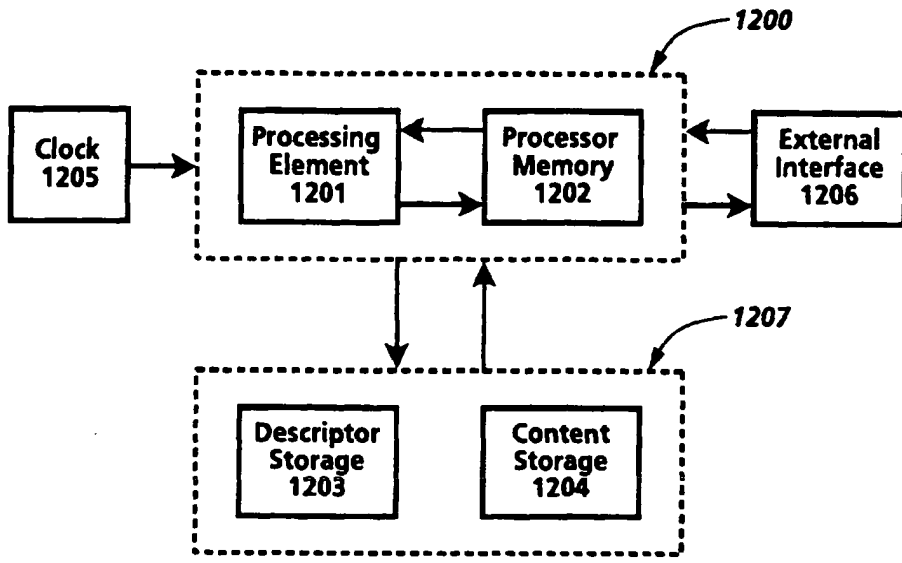 1200
Clock
1205
Processing
Element
1201
Processor
Memory
1202
External
Interface
1206
1207
Descriptor
Storage
1203
Content
Storage
1204